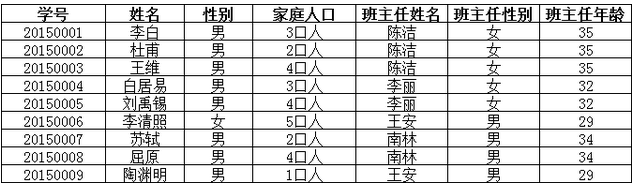 学号 姓名 性别 家庭人口 班主任姓名 班主任性别 班主任年龄
20150001 李白 男 3口人 陈洁 女 35
20150002 杜甫 男 2口人 陈洁 女 35
20150003 王维 男 4口人 陈洁 女 35
20150004 白居易 男 3口人 李丽 女 32
20150005 刘禹锡 男 4口人 李丽 女 32
20150006 李清照 女 5口人 王安 男 29
20150007 苏轼 男 2口人 南林 男 34
20150008 屈原 男 4口人 南林 男 34
20150009 陶渊明 男 1口人 王安 男 29